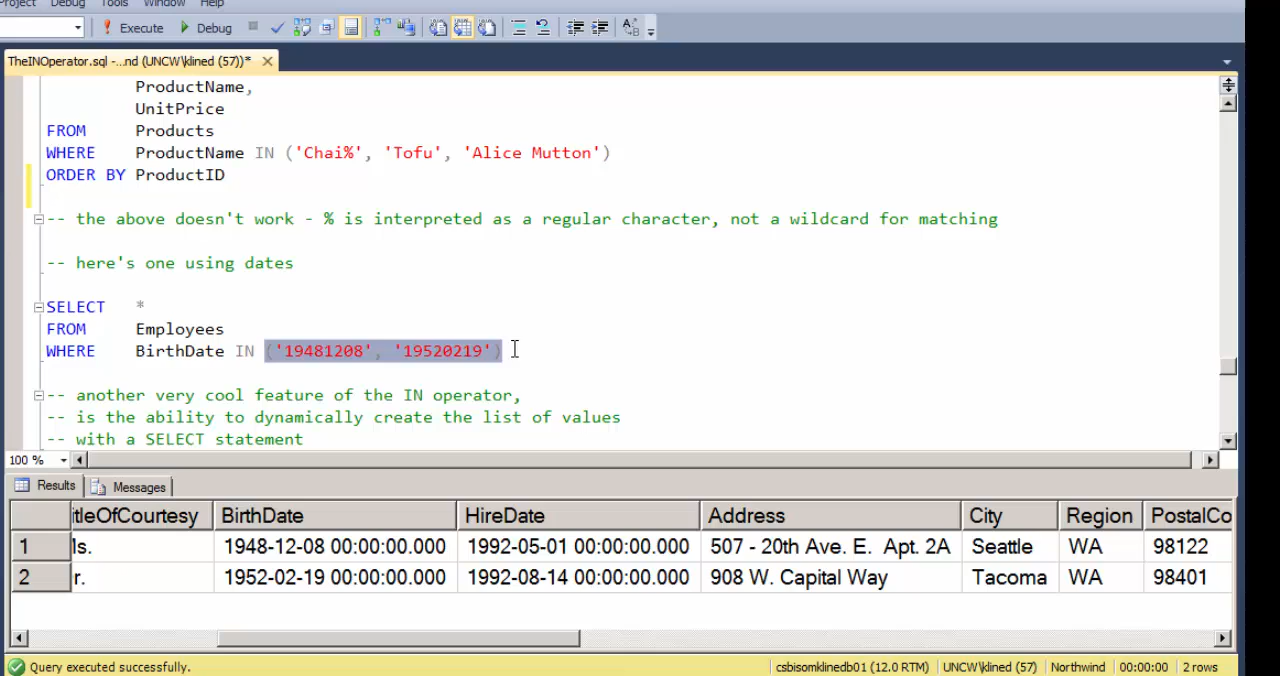 Project Debug Tools Window Help
Execute Debug
TheINOperator.sql -...nd (UNCW\klined (57))*
ProductName,
UnitPrice
FROM Products
WHERE ProductName IN ('Chai%', 'Tofu', 'Alice Mutton')
ORDER BY ProductID
-- the above doesn't work - % is interpreted as a regular character, not a wildcard for matching
-- here's one using dates
SELECT *
FROM Employees
WHERE BirthDate IN ('19481208', '19520219')
-- another very cool feature of the IN operator,
-- is the ability to dynamically create the list of values
-- with a SELECT statement
100 %
Results Messages
itleOfCourtesy BirthDate HireDate Address City Region PostalCo
1 ls. 1948-12-08 00:00:00.000 1992-05-01 00:00:00.000 507 - 20th Ave. E. Apt. 2A Seattle WA 98122
2 r. 1952-02-19 00:00:00.000 1992-08-14 00:00:00.000 908 W. Capital Way Tacoma WA 98401
Query executed successfully. csbisomklinedb01 (12.0 RTM) UNCW\klined (57) Northwind 00:00:00 2 rows